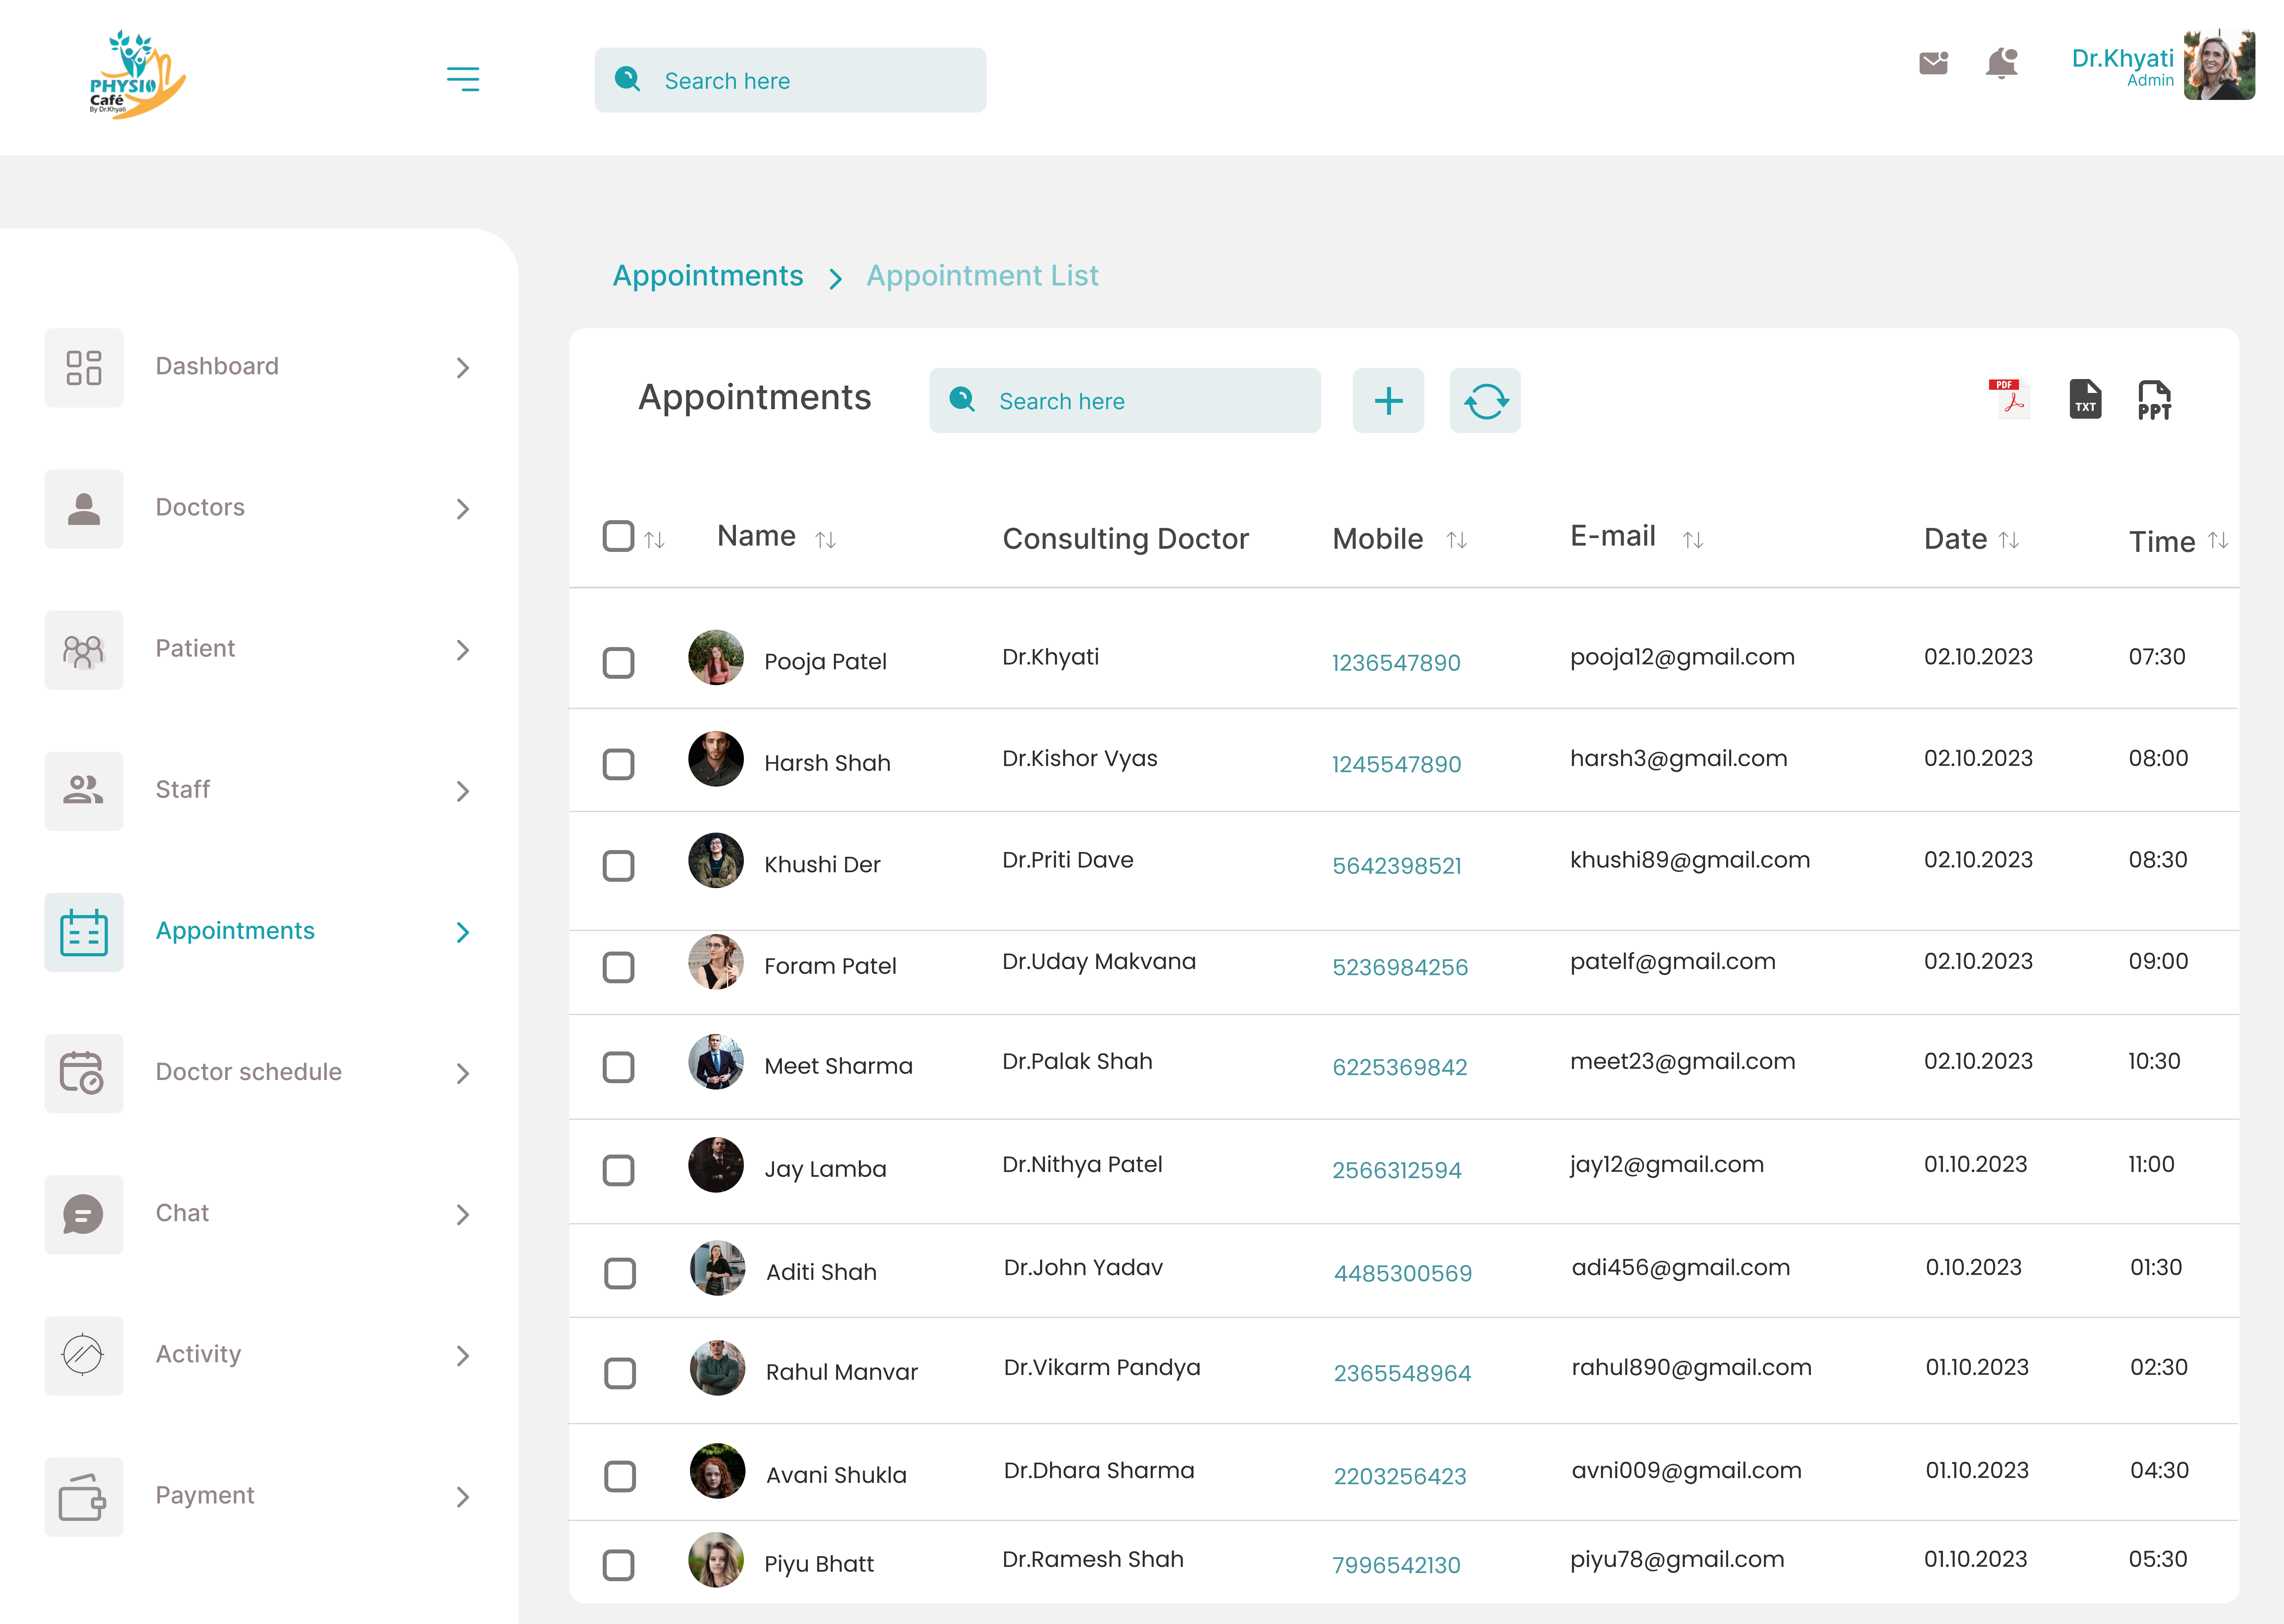 PHYSIO
Café
By Dr.Khyati
Search here
Dr.Khyati
Admin
Appointments > Appointment List
Dashboard
Doctors
Patient
Staff
Appointments
Doctor schedule
Chat
Activity
Payment
Appointments
Search here
PDF
TXT
PPT
Name Consulting Doctor Mobile E-mail Date Time
Pooja Patel Dr.Khyati 1236547890 pooja12@gmail.com 02.10.2023 07:30
Harsh Shah Dr.Kishor Vyas 1245547890 harsh3@gmail.com 02.10.2023 08:00
Khushi Der Dr.Priti Dave 5642398521 khushi89@gmail.com 02.10.2023 08:30
Foram Patel Dr.Uday Makvana 5236984256 patelf@gmail.com 02.10.2023 09:00
Meet Sharma Dr.Palak Shah 6225369842 meet23@gmail.com 02.10.2023 10:30
Jay Lamba Dr.Nithya Patel 2566312594 jay12@gmail.com 01.10.2023 11:00
Aditi Shah Dr.John Yadav 4485300569 adi456@gmail.com 0.10.2023 01:30
Rahul Manvar Dr.Vikarm Pandya 2365548964 rahul890@gmail.com 01.10.2023 02:30
Avani Shukla Dr.Dhara Sharma 2203256423 avni009@gmail.com 01.10.2023 04:30
Piyu Bhatt Dr.Ramesh Shah 7996542130 piyu78@gmail.com 01.10.2023 05:30